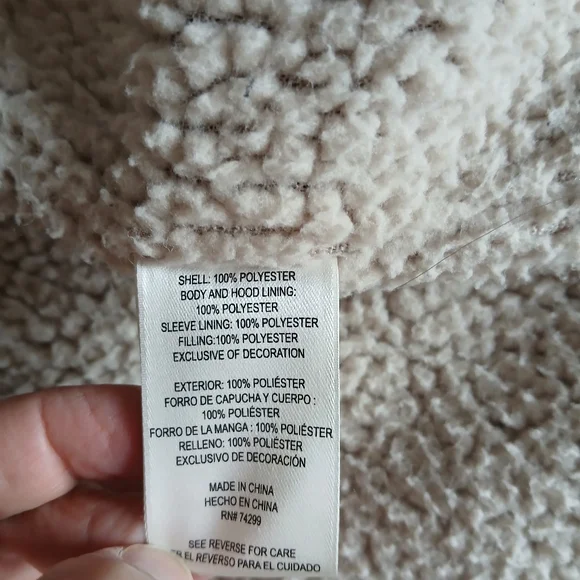 SHELL: 100% POLYESTER
BODY AND HOOD LINING:
100% POLYESTER
SLEEVE LINING: 100% POLYESTER
FILLING:100% POLYESTER
EXCLUSIVE OF DECORATION
EXTERIOR: 100% POLIÉSTER
FORRO DE CAPUCHA Y CUERPO :
100% POLIÉSTER
FORRO DE LA MANGA : 100% POLIÉSTER
RELLENO: 100% POLIÉSTER
EXCLUSIVO DE DECORACIÓN
MADE IN CHINA
HECHO EN CHINA
RN# 74299
SEE REVERSE FOR CARE
EL REVERSO PARA EL CUIDADO